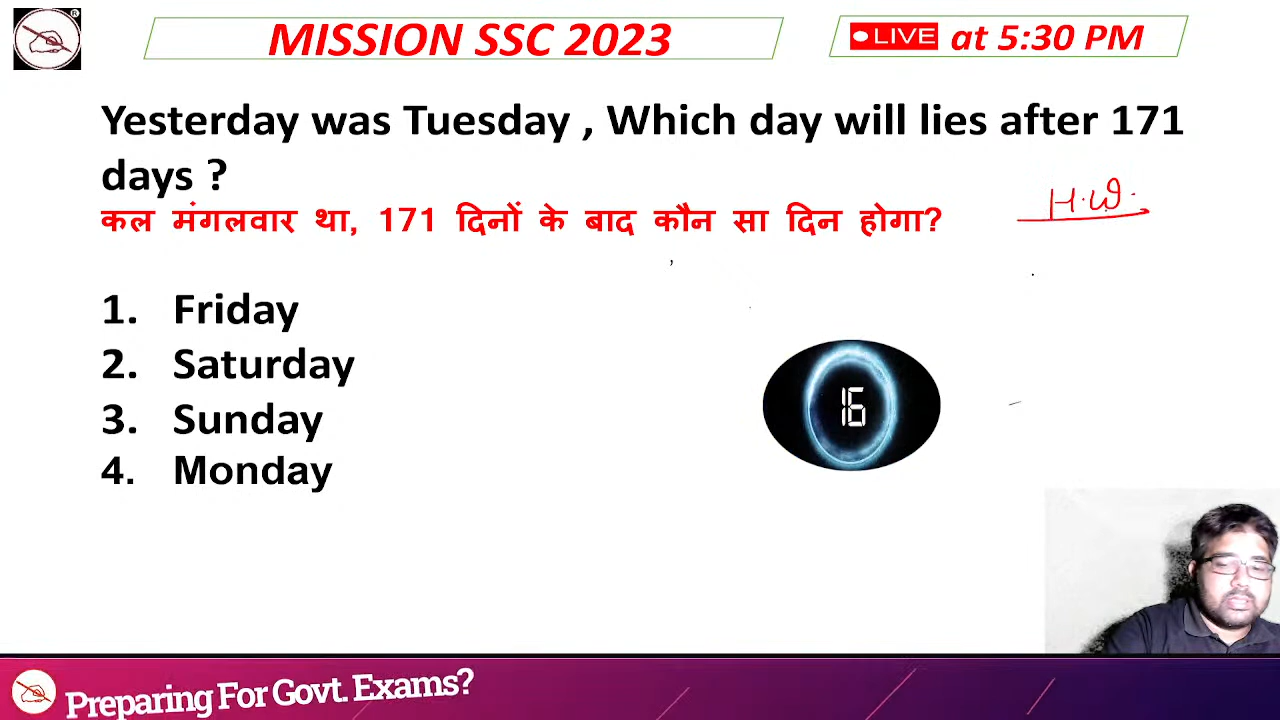 MISSION SSC 2023
LIVE at 5:30 PM
Yesterday was Tuesday , Which day will lies after 171
days ?
कल मंगलवार था, 171 दिनों के बाद कौन सा दिन होगा?
H.W.
1. Friday
2. Saturday
3. Sunday
4. Monday
16
Preparing For Govt. Exams?